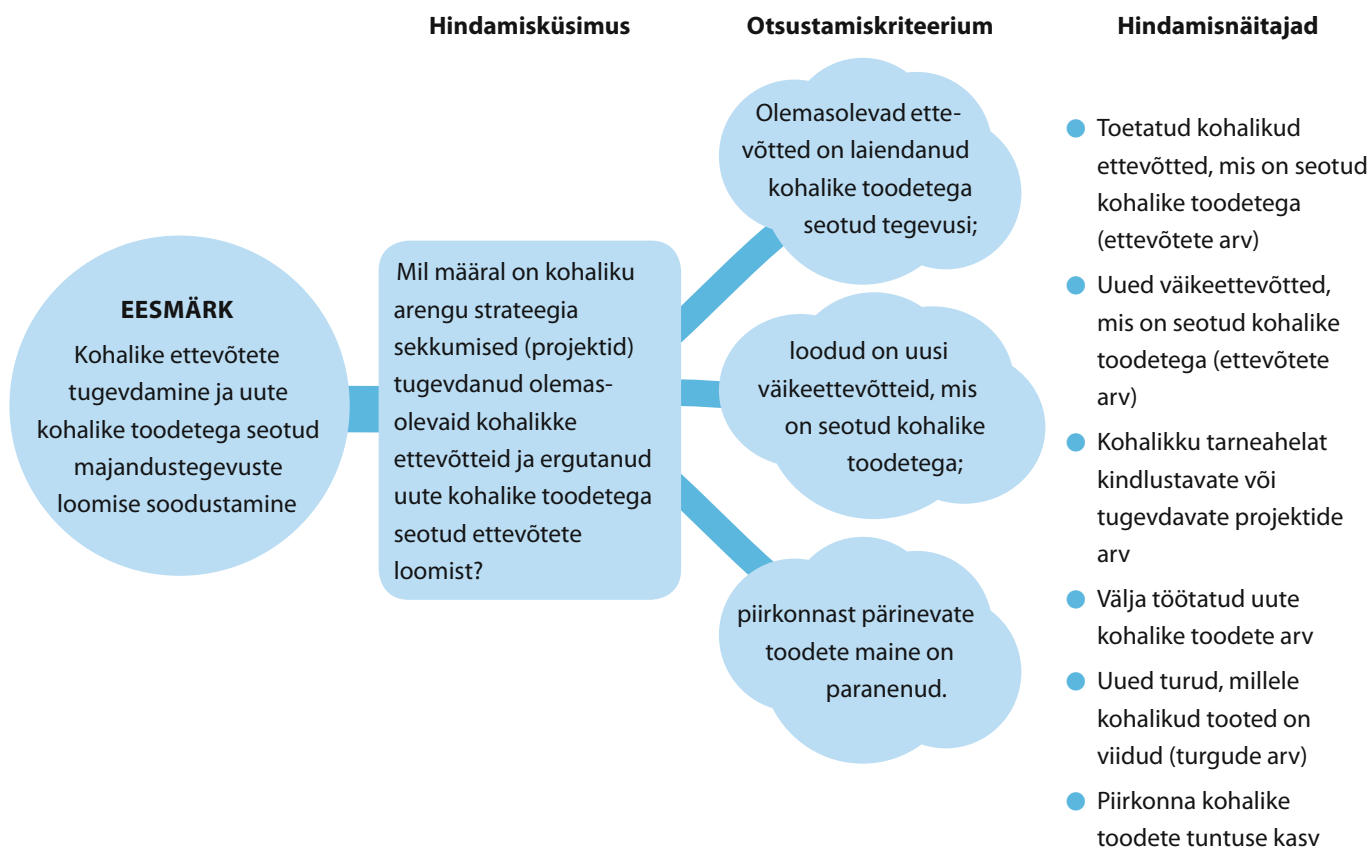 Hindamisküsimus
Otsustamiskriteerium
Hindamisnäitajad
EESMÄRK
Kohalike ettevõtete
tugevdamine ja uute
kohalike toodetega seotud
majandustegevuste
loomise soodustamine
Mil määral on kohaliku
arengu strateegia
sekkumised (projektid)
tugevdanud olemas-
olevaid kohalikke
ettevõtteid ja ergutanud
uute kohalike toodetega
seotud ettevõtete
loomist?
Olemasolevad ette-
võtted on laiendanud
kohalike toodetega
seotud tegevusi;
loodud on uusi
väikeettevõtteid, mis
on seotud kohalike
toodetega;
piirkonnast pärinevate
toodete maine on
paranenud.
Toetatud kohalikud
ettevõtted, mis on seotud
kohalike toodetega
(ettevõtete arv)
Uued väikeettevõtted,
mis on seotud kohalike
toodetega (ettevõtete
arv)
Kohalikku tarneahelat
kindlustavate või
tugevdavate projektide
arv
Välja töötatud uute
kohalike toodete arv
Uued turud, millele
kohalikud tooted on
viidud (turgude arv)
Piirkonna kohalike
toodete tuntuse kasv